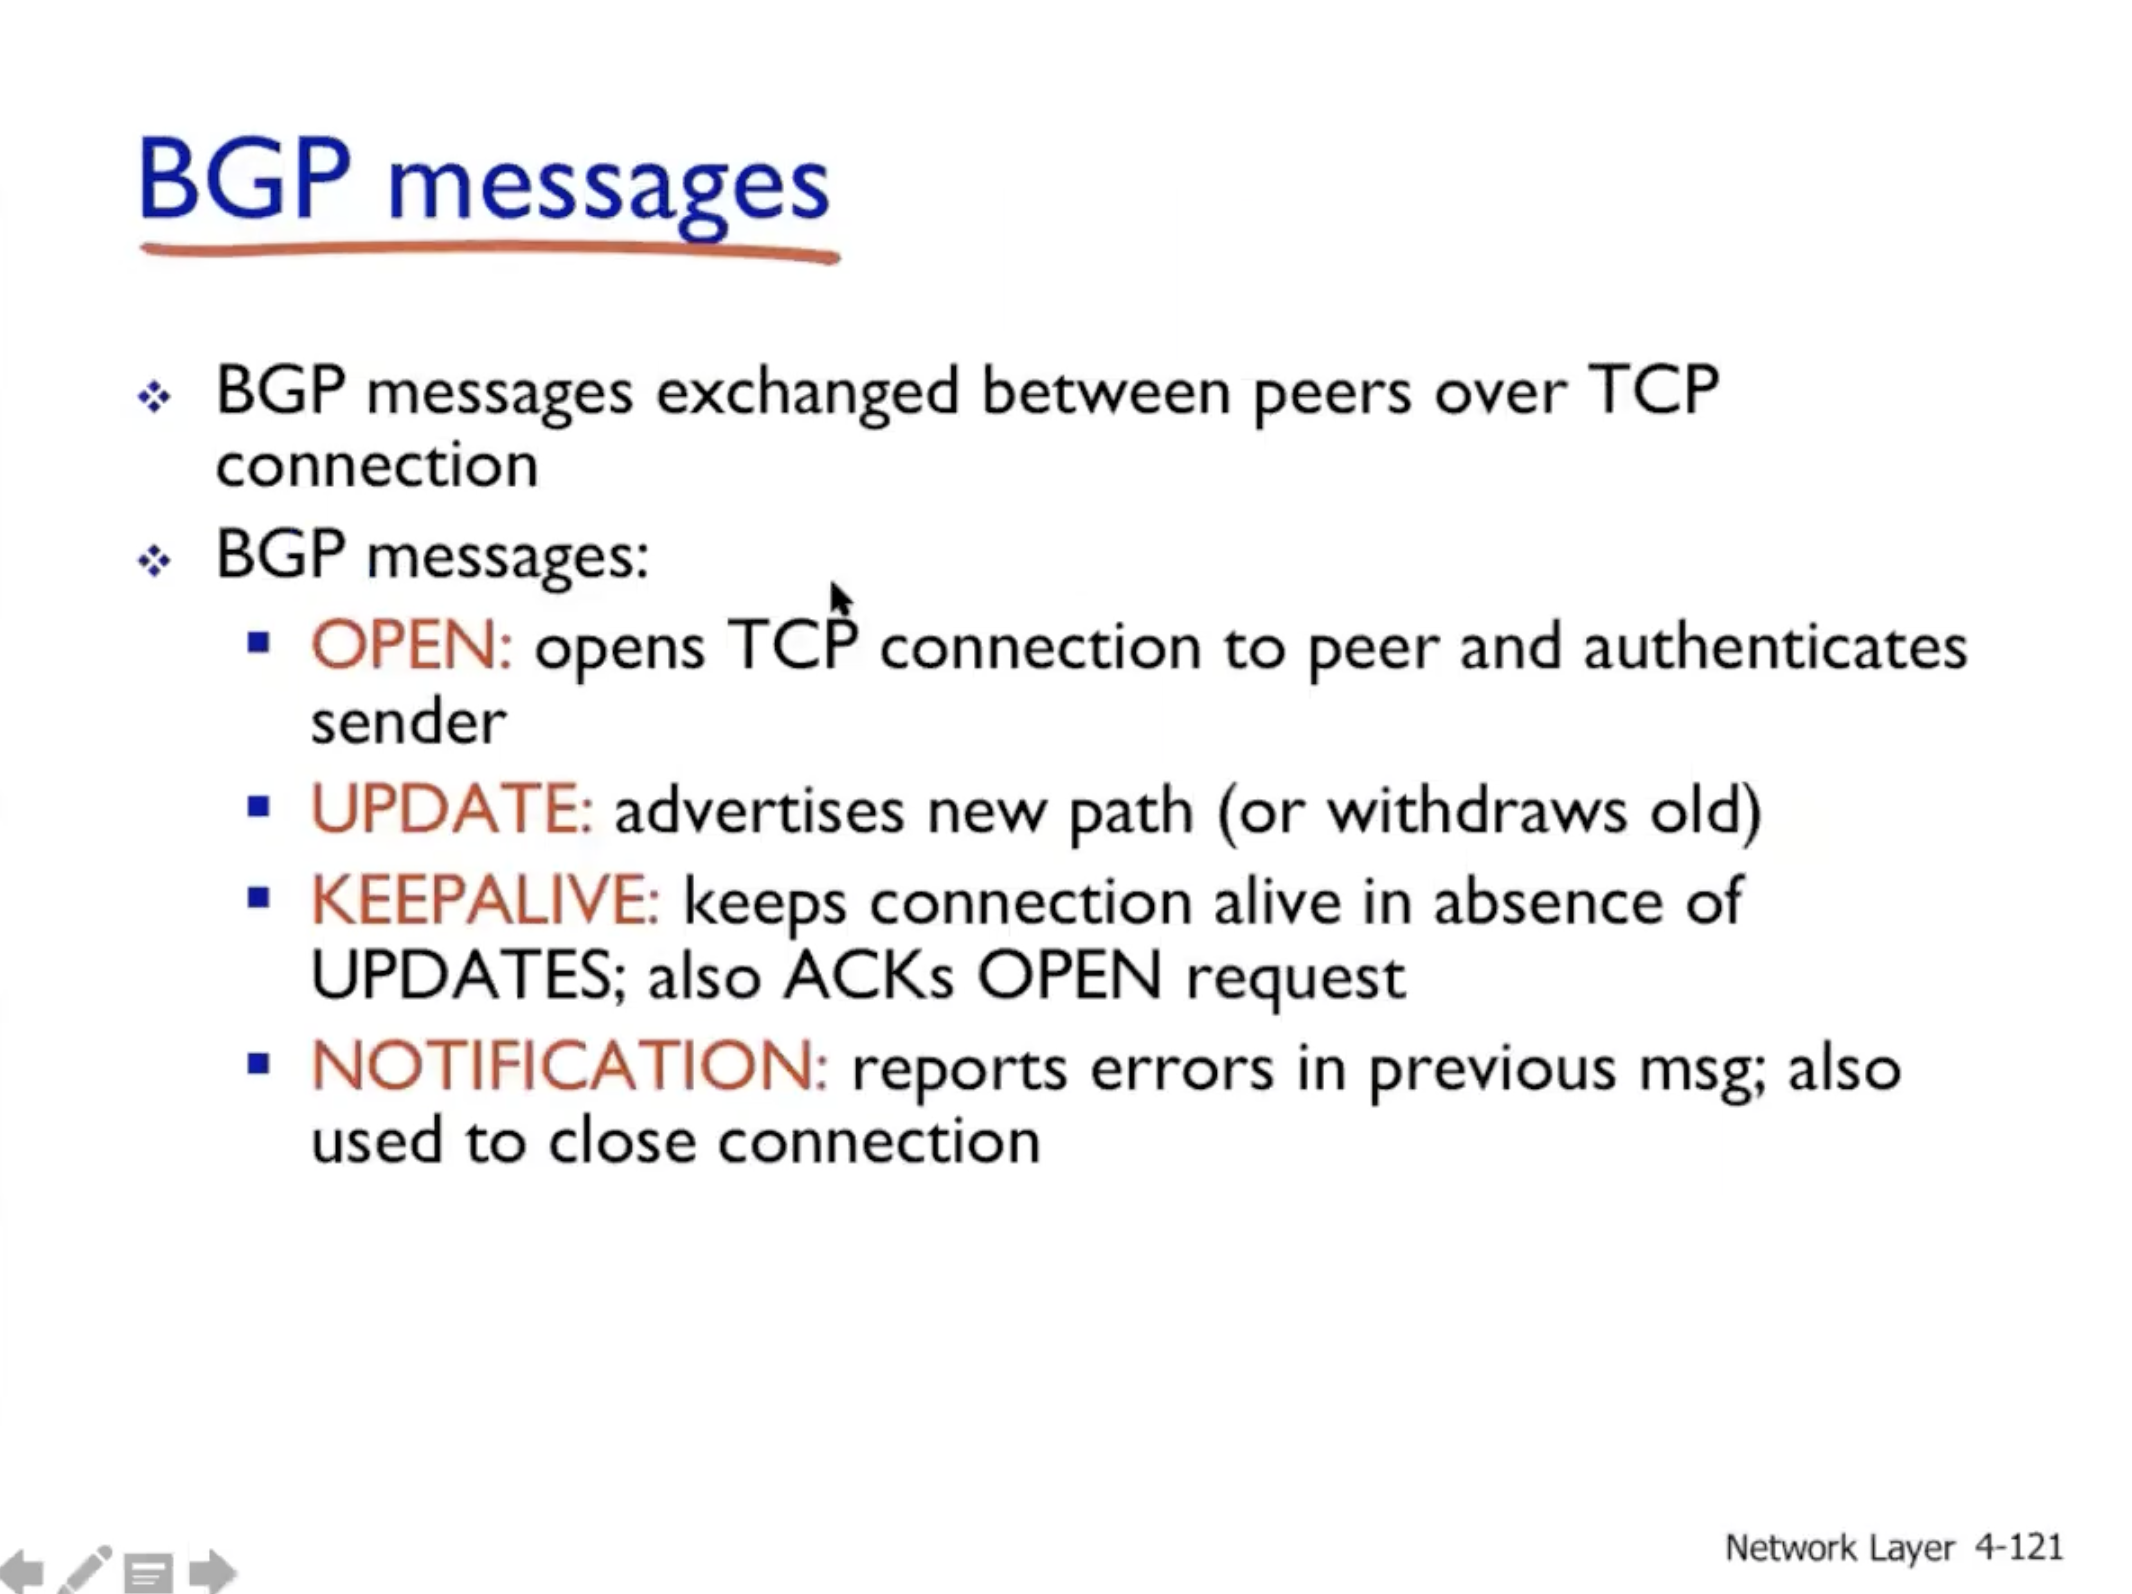 BGP messages
BGP messages exchanged between peers over TCP
connection
BGP messages:
OPEN: opens TCP connection to peer and authenticates
sender
UPDATE: advertises new path (or withdraws old)
KEEPALIVE: keeps connection alive in absence of
UPDATES; also ACKs OPEN request
NOTIFICATION: reports errors in previous msg; also
used to close connection
Network Layer 4-121